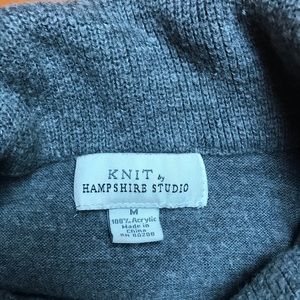 KNIT by
HAMPSHIRE STUDIO
M
100% Acrylic
Made in
China